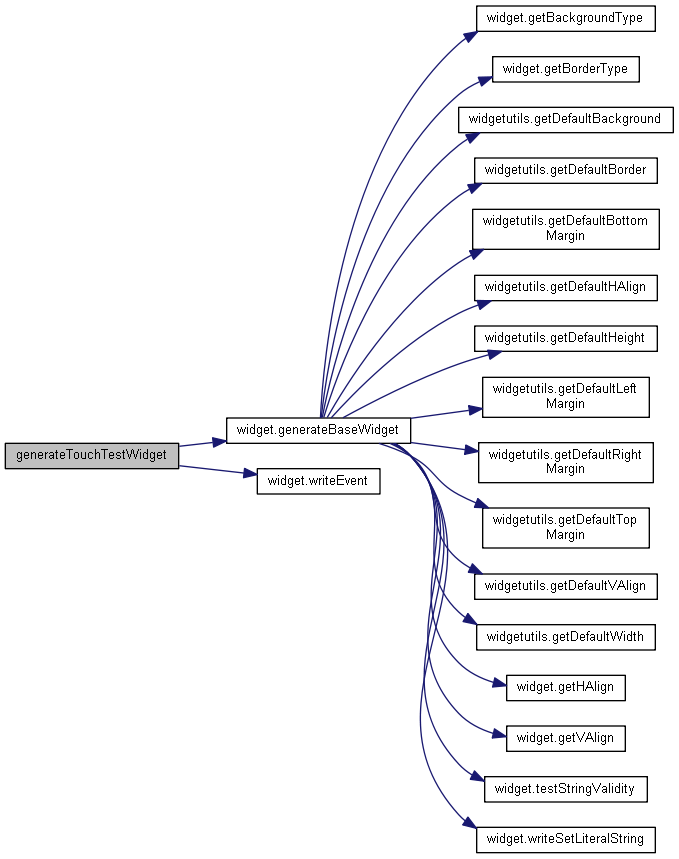 widget.getBackgroundType
widget.getBorderType
widgetutils.getDefaultBackground
widgetutils.getDefaultBorder
widgetutils.getDefaultBottom
Margin
widgetutils.getDefaultHAlign
widgetutils.getDefaultHeight
widgetutils.getDefaultLeft
Margin
widget.generateBaseWidget
generateTouchTestWidget
widgetutils.getDefaultRight
Margin
widget.writeEvent
widgetutils.getDefaultTop
Margin
widgetutils.getDefaultVAlign
widgetutils.getDefaultWidth
widget.getHAlign
widget.getVAlign
widget.testStringValidity
widget.writeSetLiteralString